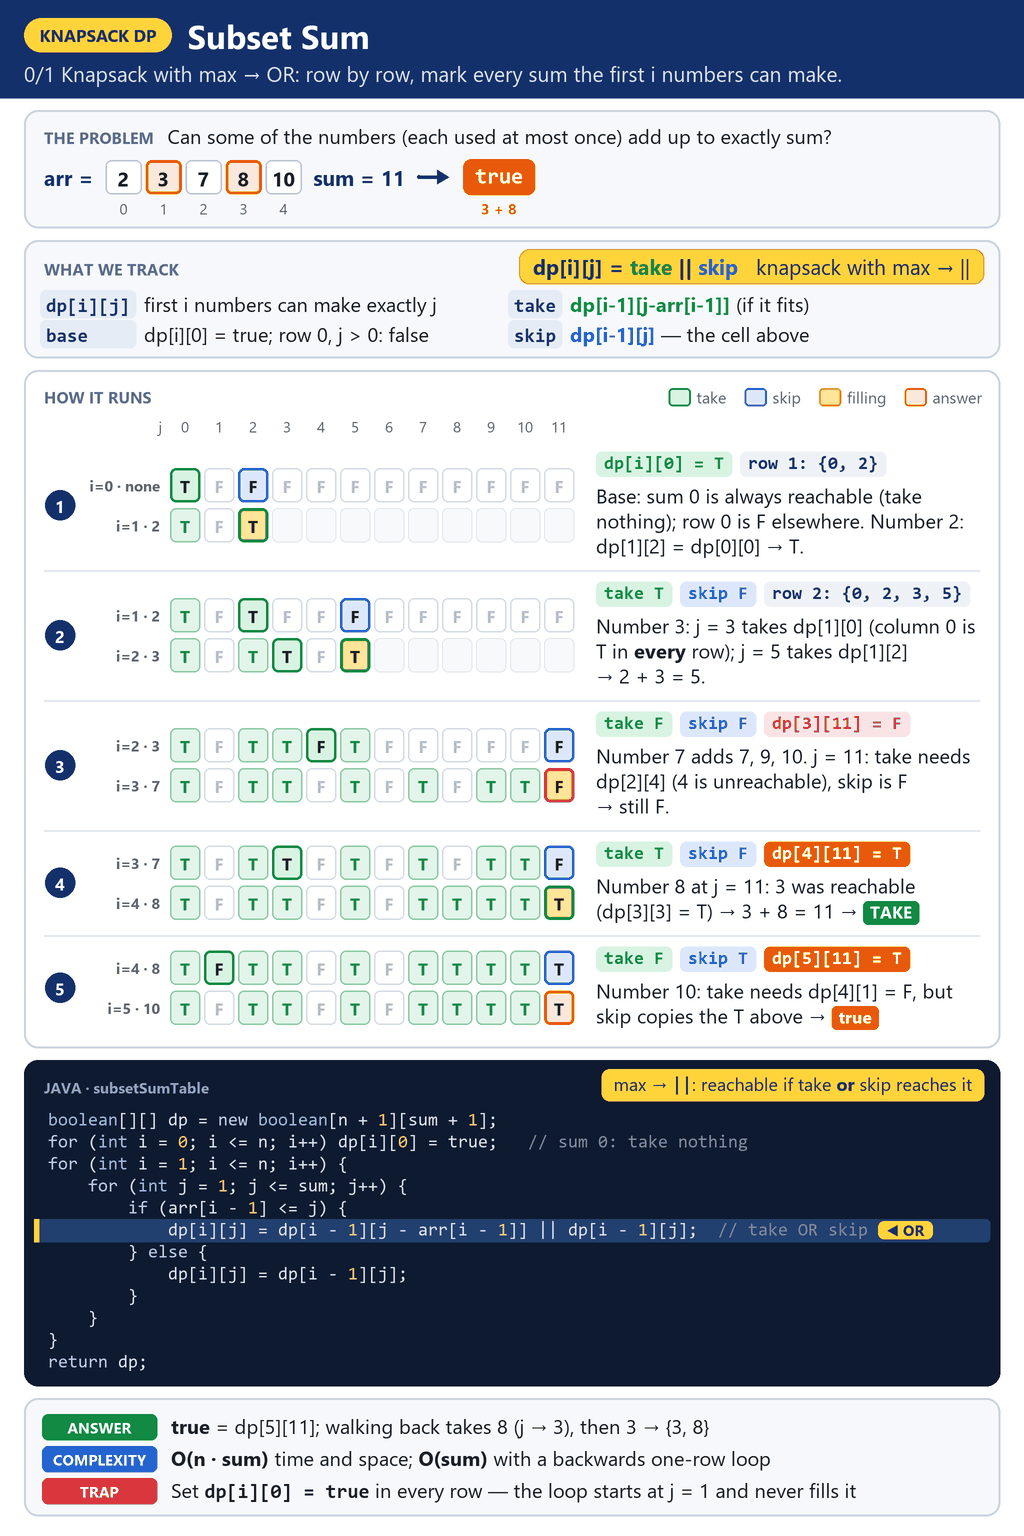 KNAPSACK DP Subset Sum
0/1 Knapsack with max → OR: row by row, mark every sum the first i numbers can make.
THE PROBLEM Can some of the numbers (each used at most once) add up to exactly sum?
arr = 2 3 7 8 10 sum = 11 → true
0 1 2 3 4 3 + 8
WHAT WE TRACK dp[i][j] = take || skip knapsack with max → ||
dp[i][j] first i numbers can make exactly j take dp[i-1][j-arr[i-1]] (if it fits)
base dp[i][0] = true; row 0, j > 0: false skip dp[i-1][j] — the cell above
HOW IT RUNS take skip filling answer
j 0 1 2 3 4 5 6 7 8 9 10 11
1
i=0 · none T F F F F F F F F F F F
i=1 · 2 T F T
dp[i][0] = T row 1: {0, 2}
Base: sum 0 is always reachable (take
nothing); row 0 is F elsewhere. Number 2:
dp[1][2] = dp[0][0] → T.
2
i=1 · 2 T F T F F F F F F F F F
i=2 · 3 T F T T F T
take T skip F row 2: {0, 2, 3, 5}
Number 3: j = 3 takes dp[1][0] (column 0 is
T in every row); j = 5 takes dp[1][2]
→ 2 + 3 = 5.
3
i=2 · 3 T F T T F T F F F F F F
i=3 · 7 T F T T F T F T F T T F
take F skip F dp[3][11] = F
Number 7 adds 7, 9, 10. j = 11: take needs
dp[2][4] (4 is unreachable), skip is F
→ still F.
4
i=3 · 7 T F T T F T F T F T T F
i=4 · 8 T F T T F T F T T T T T
take T skip F dp[4][11] = T
Number 8 at j = 11: 3 was reachable
(dp[3][3] = T) → 3 + 8 = 11 → TAKE
5
i=4 · 8 T F T T F T F T T T T T
i=5 · 10 T F T T F T F T T T T T
take F skip T dp[5][11] = T
Number 10: take needs dp[4][1] = F, but
skip copies the T above → true
JAVA · subsetSumTable max → ||: reachable if take or skip reaches it
boolean[][] dp = new boolean[n + 1][sum + 1];
for (int i = 0; i <= n; i++) dp[i][0] = true; // sum 0: take nothing
for (int i = 1; i <= n; i++) {
for (int j = 1; j <= sum; j++) {
if (arr[i - 1] <= j) {
dp[i][j] = dp[i - 1][j - arr[i - 1]] || dp[i - 1][j]; // take OR skip ◄ OR
} else {
dp[i][j] = dp[i - 1][j];
}
}
}
return dp;
ANSWER true = dp[5][11]; walking back takes 8 (j → 3), then 3 → {3, 8}
COMPLEXITY O(n · sum) time and space; O(sum) with a backwards one-row loop
TRAP Set dp[i][0] = true in every row — the loop starts at j = 1 and never fills it